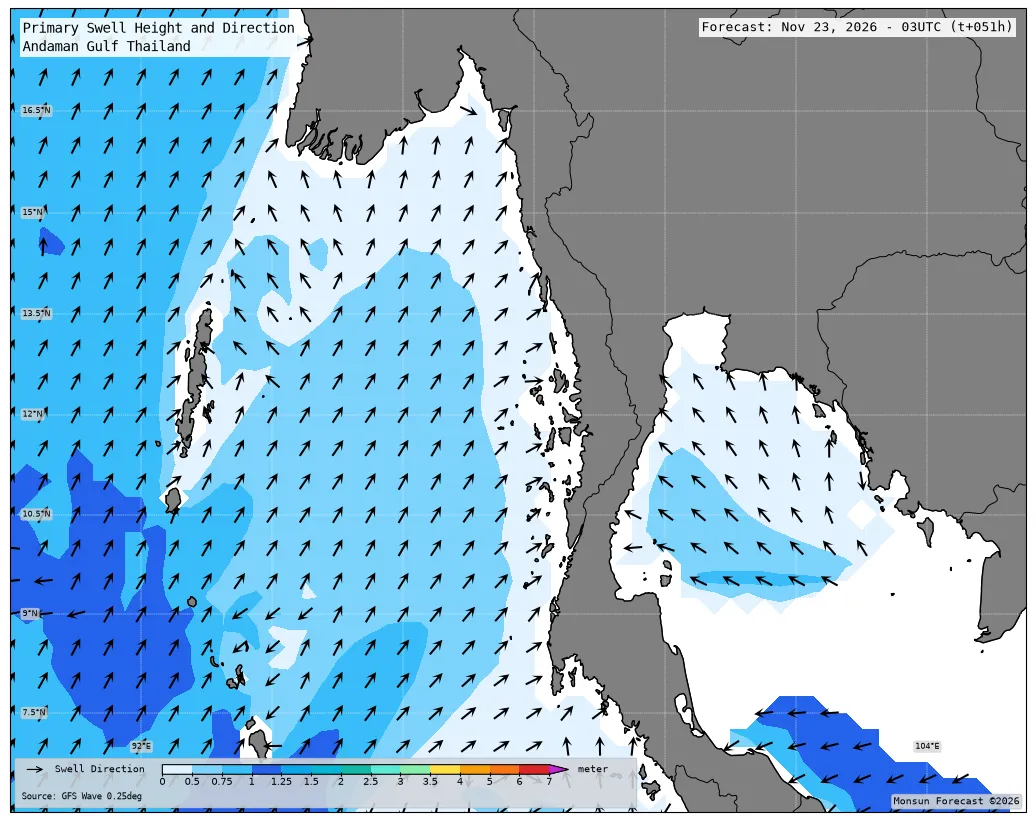 Primary Swell Height and Direction
Andaman Gulf Thailand
Forecast: Nov 23, 2026 - 03UTC (t+051h)
16.5°N
15°N
13.5°N
12°N
10.5°N
9°N
7.5°N
92°E
104°E
Swell Direction
0 0.5 0.75 1 1.25 1.5 2 2.5 3 3.5 4 5 6 7
meter
Source: GFS Wave 0.25deg
Monsun Forecast ©2026